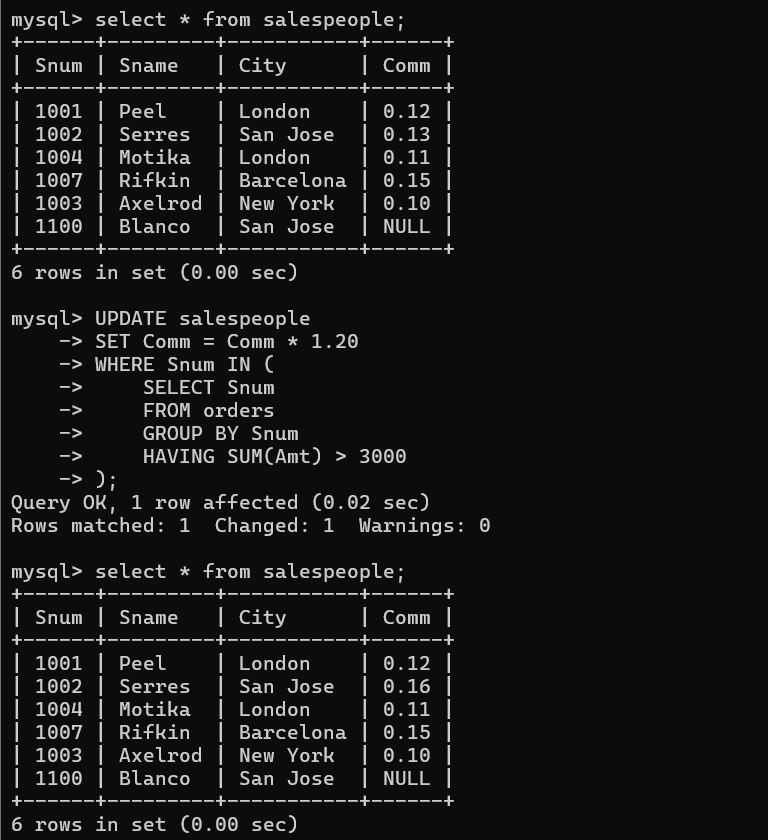 mysql> select * from salespeople;
+------+---------+-----------+------+
| Snum | Sname   | City      | Comm |
+------+---------+-----------+------+
| 1001 | Peel    | London    | 0.12 |
| 1002 | Serres  | San Jose  | 0.13 |
| 1004 | Motika  | London    | 0.11 |
| 1007 | Rifkin  | Barcelona | 0.15 |
| 1003 | Axelrod | New York  | 0.10 |
| 1100 | Blanco  | San Jose  | NULL |
+------+---------+-----------+------+
6 rows in set (0.00 sec)

mysql> UPDATE salespeople
    -> SET Comm = Comm * 1.20
    -> WHERE Snum IN (
    ->     SELECT Snum
    ->     FROM orders
    ->     GROUP BY Snum
    ->     HAVING SUM(Amt) > 3000
    -> );
Query OK, 1 row affected (0.02 sec)
Rows matched: 1  Changed: 1  Warnings: 0

mysql> select * from salespeople;
+------+---------+-----------+------+
| Snum | Sname   | City      | Comm |
+------+---------+-----------+------+
| 1001 | Peel    | London    | 0.12 |
| 1002 | Serres  | San Jose  | 0.16 |
| 1004 | Motika  | London    | 0.11 |
| 1007 | Rifkin  | Barcelona | 0.15 |
| 1003 | Axelrod | New York  | 0.10 |
| 1100 | Blanco  | San Jose  | NULL |
+------+---------+-----------+------+
6 rows in set (0.00 sec)